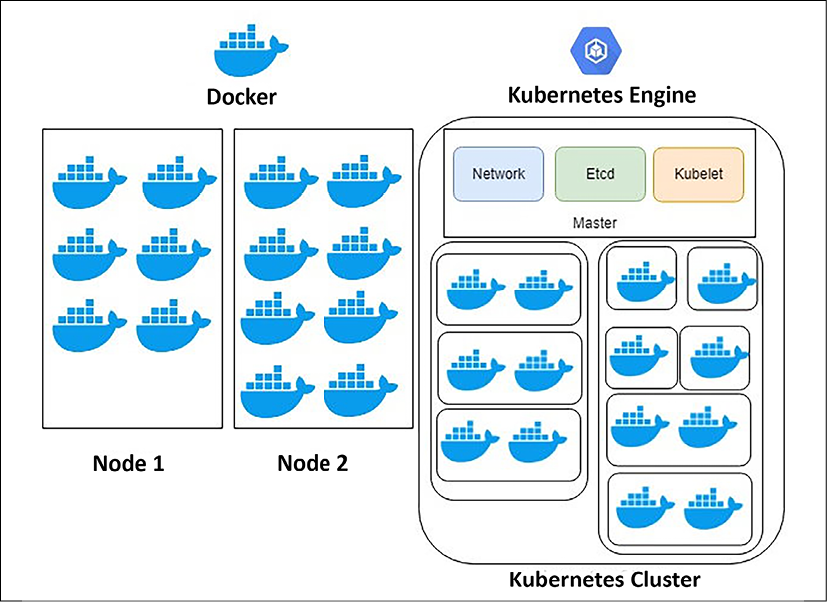 Docker
Kubernetes Engine
Network
Etcd
Kubelet
Master
Node 1
Node 2
Kubernetes Cluster